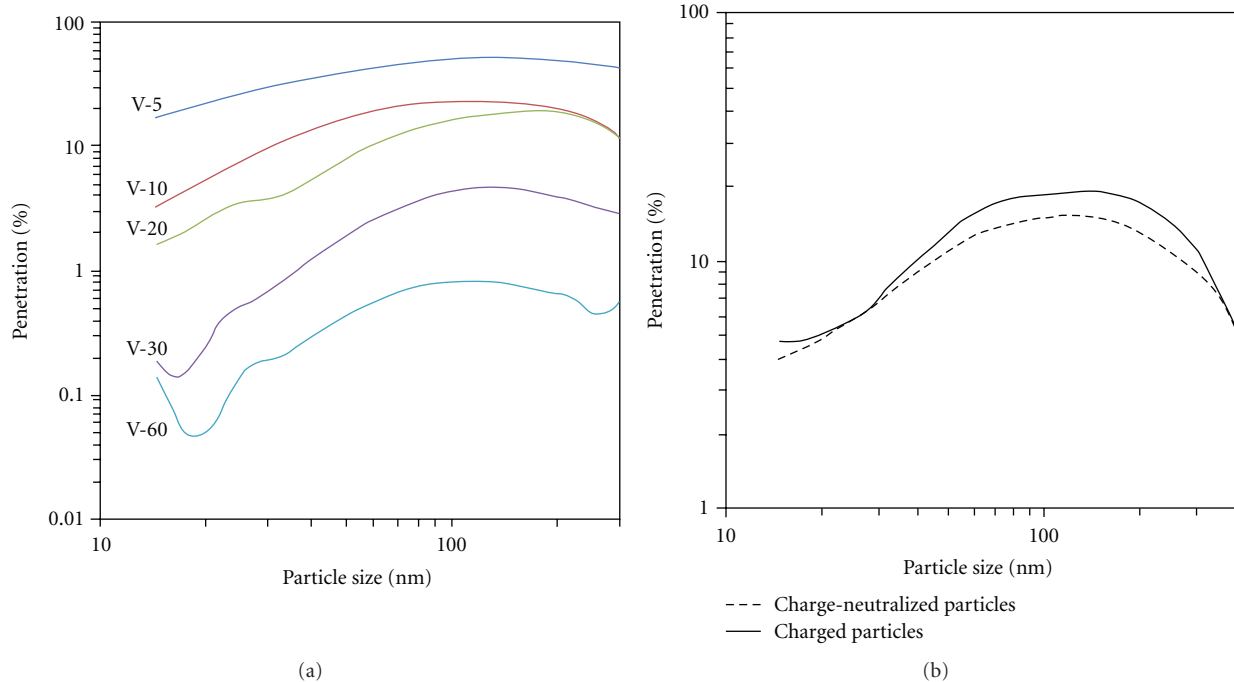 100
10
1
0.1
0.01
Penetration (%)
V-5
V-10
V-20
V-30
V-60
10
100
Particle size (nm)
(a)
100
10
1
Penetration (%)
10
100
Particle size (nm)
Charge-neutralized particles
Charged particles
(b)